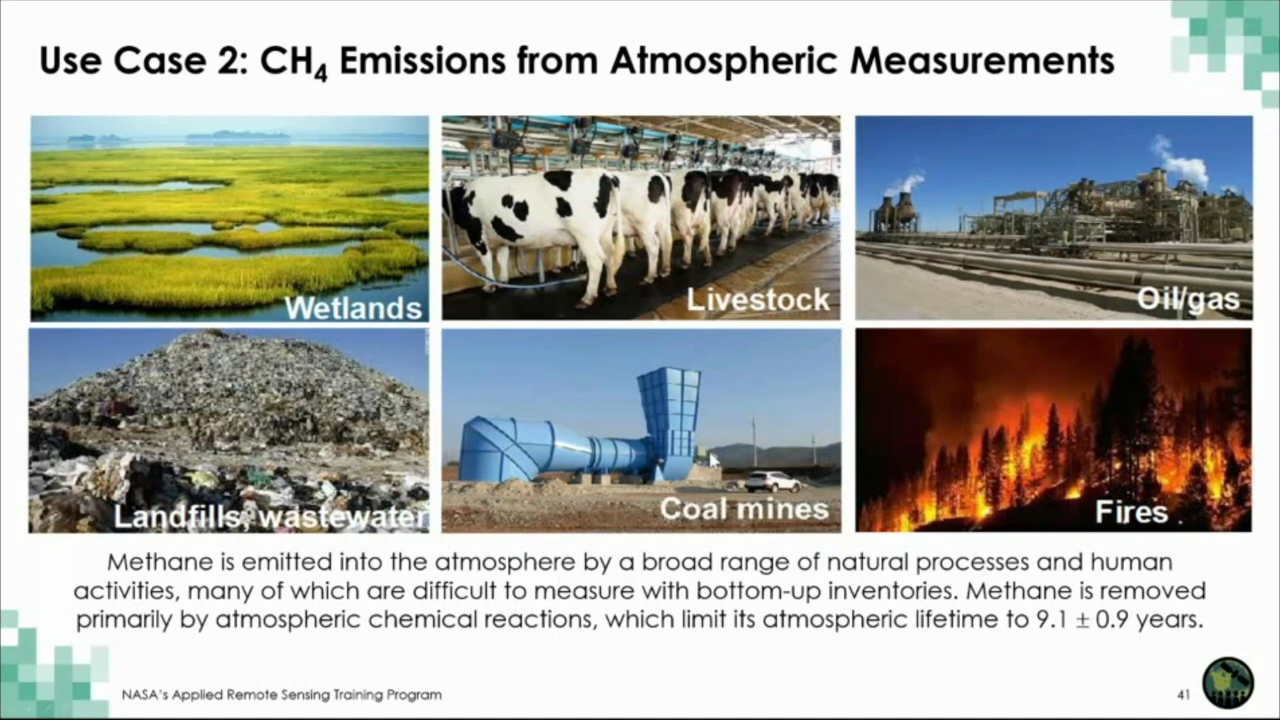 Use Case 2: CH₄ Emissions from Atmospheric Measurements
Wetlands
Livestock
Oil/gas
Landfills, wastewater
Coal mines
Fires
Methane is emitted into the atmosphere by a broad range of natural processes and human
activities, many of which are difficult to measure with bottom-up inventories. Methane is removed
primarily by atmospheric chemical reactions, which limit its atmospheric lifetime to 9.1 ± 0.9 years.
NASA's Applied Remote Sensing Training Program
41